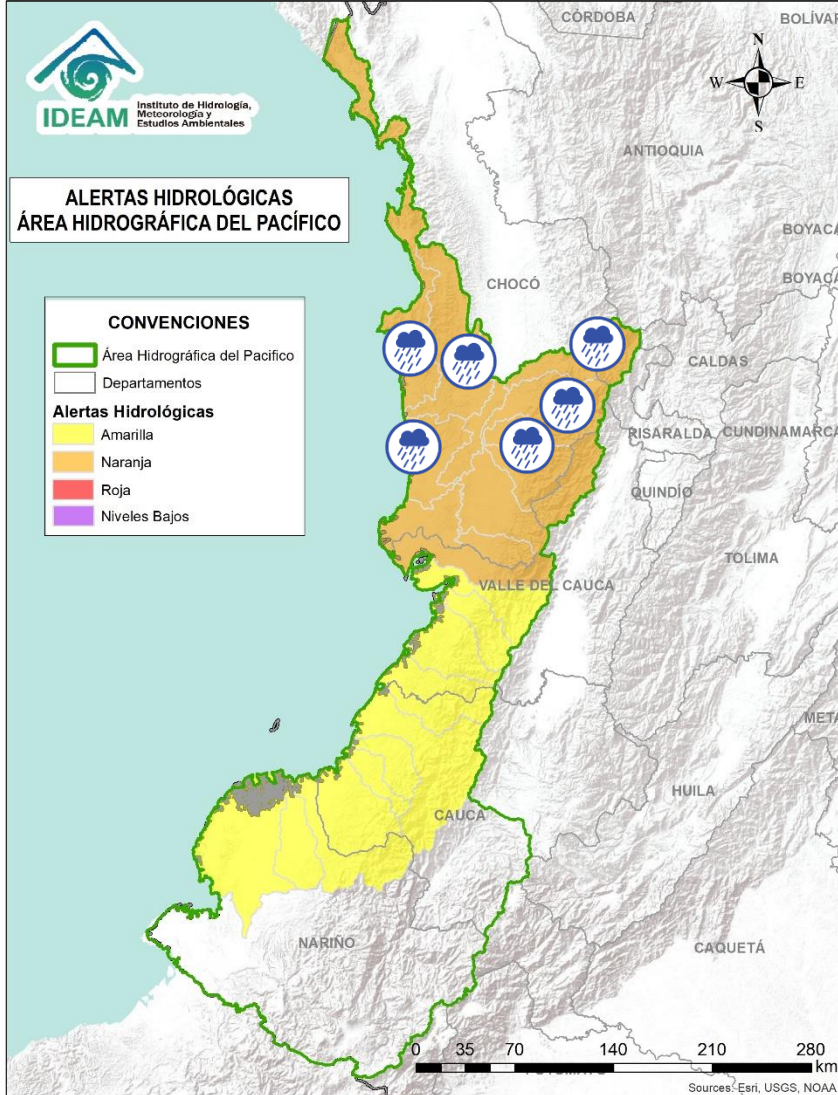 IDEAM
Instituto de Hidrología,
Meteorología y
Estudios Ambientales
ALERTAS HIDROLÓGICAS
ÁREA HIDROGRÁFICA DEL PACÍFICO
CONVENCIONES
Área Hidrográfica del Pacifico
Departamentos
Alertas Hidrológicas
Amarilla
Naranja
Roja
Niveles Bajos
N
W E
S
CÓRDOBA
BOLÍVAR
ANTIOQUIA
BOYACÁ
CHOCÓ
BOYACÁ
CALDAS
RISARALDA
CUNDINAMARCA
QUINDÍO
TOLIMA
VALLE DEL CAUCA
META
HUILA
CAUCA
NARIÑO
CAQUETÁ
0 35 70 140 210 280
km
Sources: Esri, USGS, NOAA